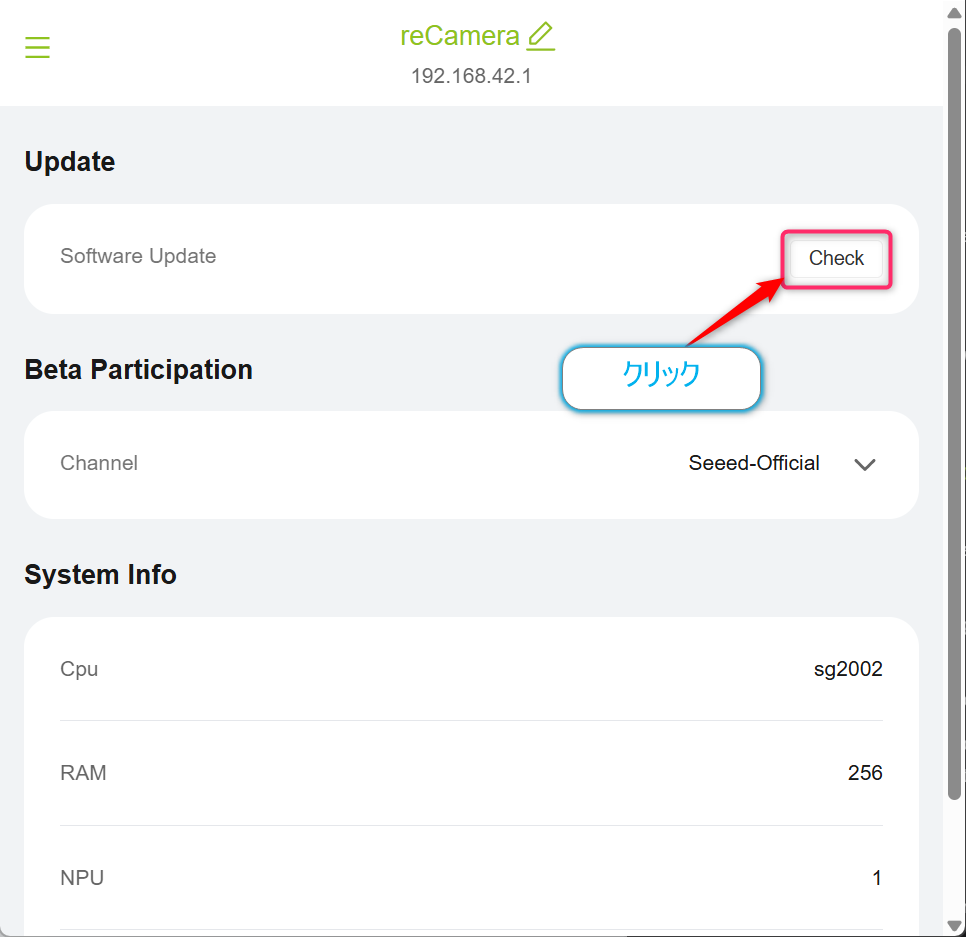 reCamera
192.168.42.1
Update
Software Update
Check
クリック
Beta Participation
Channel
Seeed-Official
System Info
Cpu
sg2002
RAM
256
NPU
1